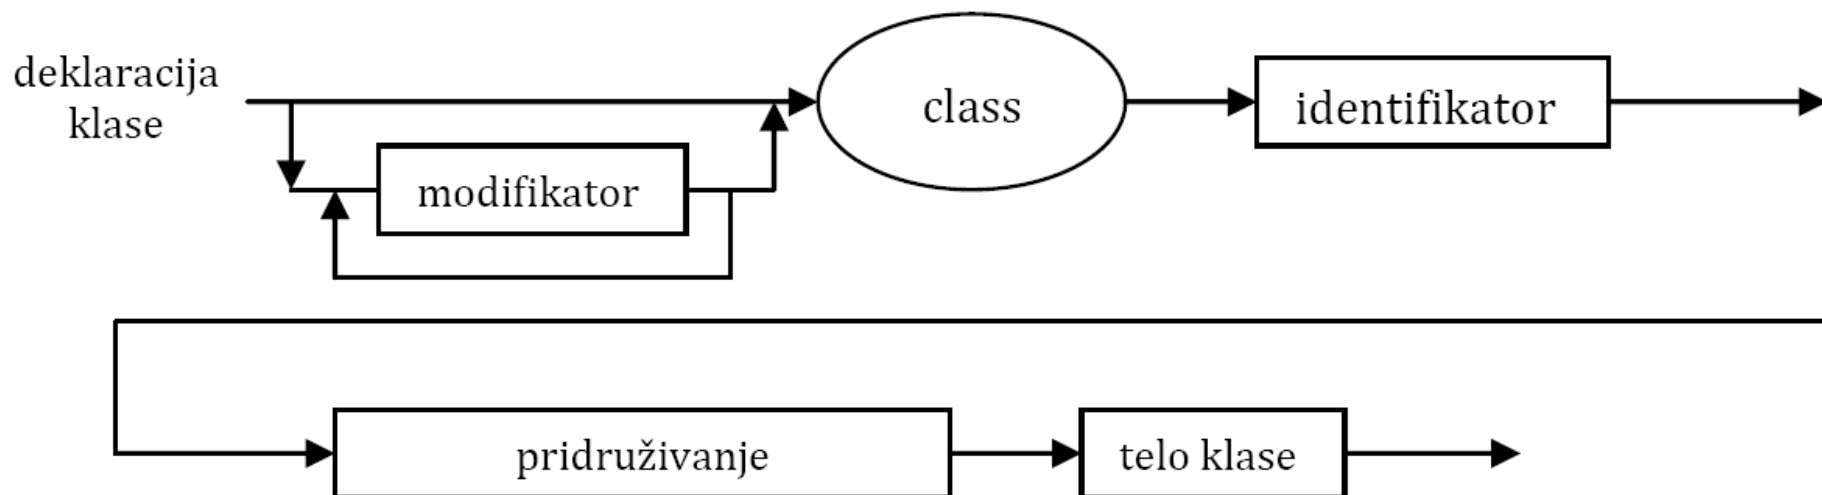 deklaracija
klase
class
identifikator
modifikator
pridruživanje
telo klase